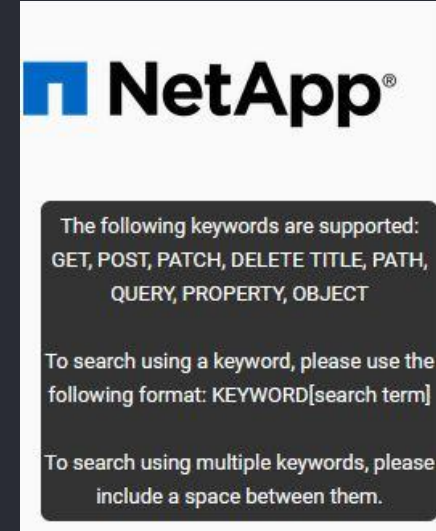 NetApp®
The following keywords are supported:
GET, POST, PATCH, DELETE TITLE, PATH,
QUERY, PROPERTY, OBJECT
To search using a keyword, please use the
following format: KEYWORD[search term]
To search using multiple keywords, please
include a space between them.